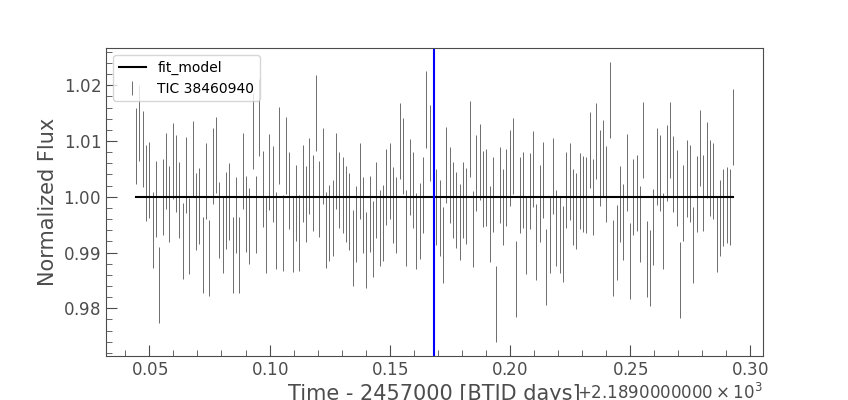 fit_model
TIC 38460940
1.02
1.01
1.00
0.99
0.98
Normalized Flux
0.05 0.10 0.15 0.20 0.25 0.30
Time - 2457000 [BTJD days]
+2.1890000000 × 10³